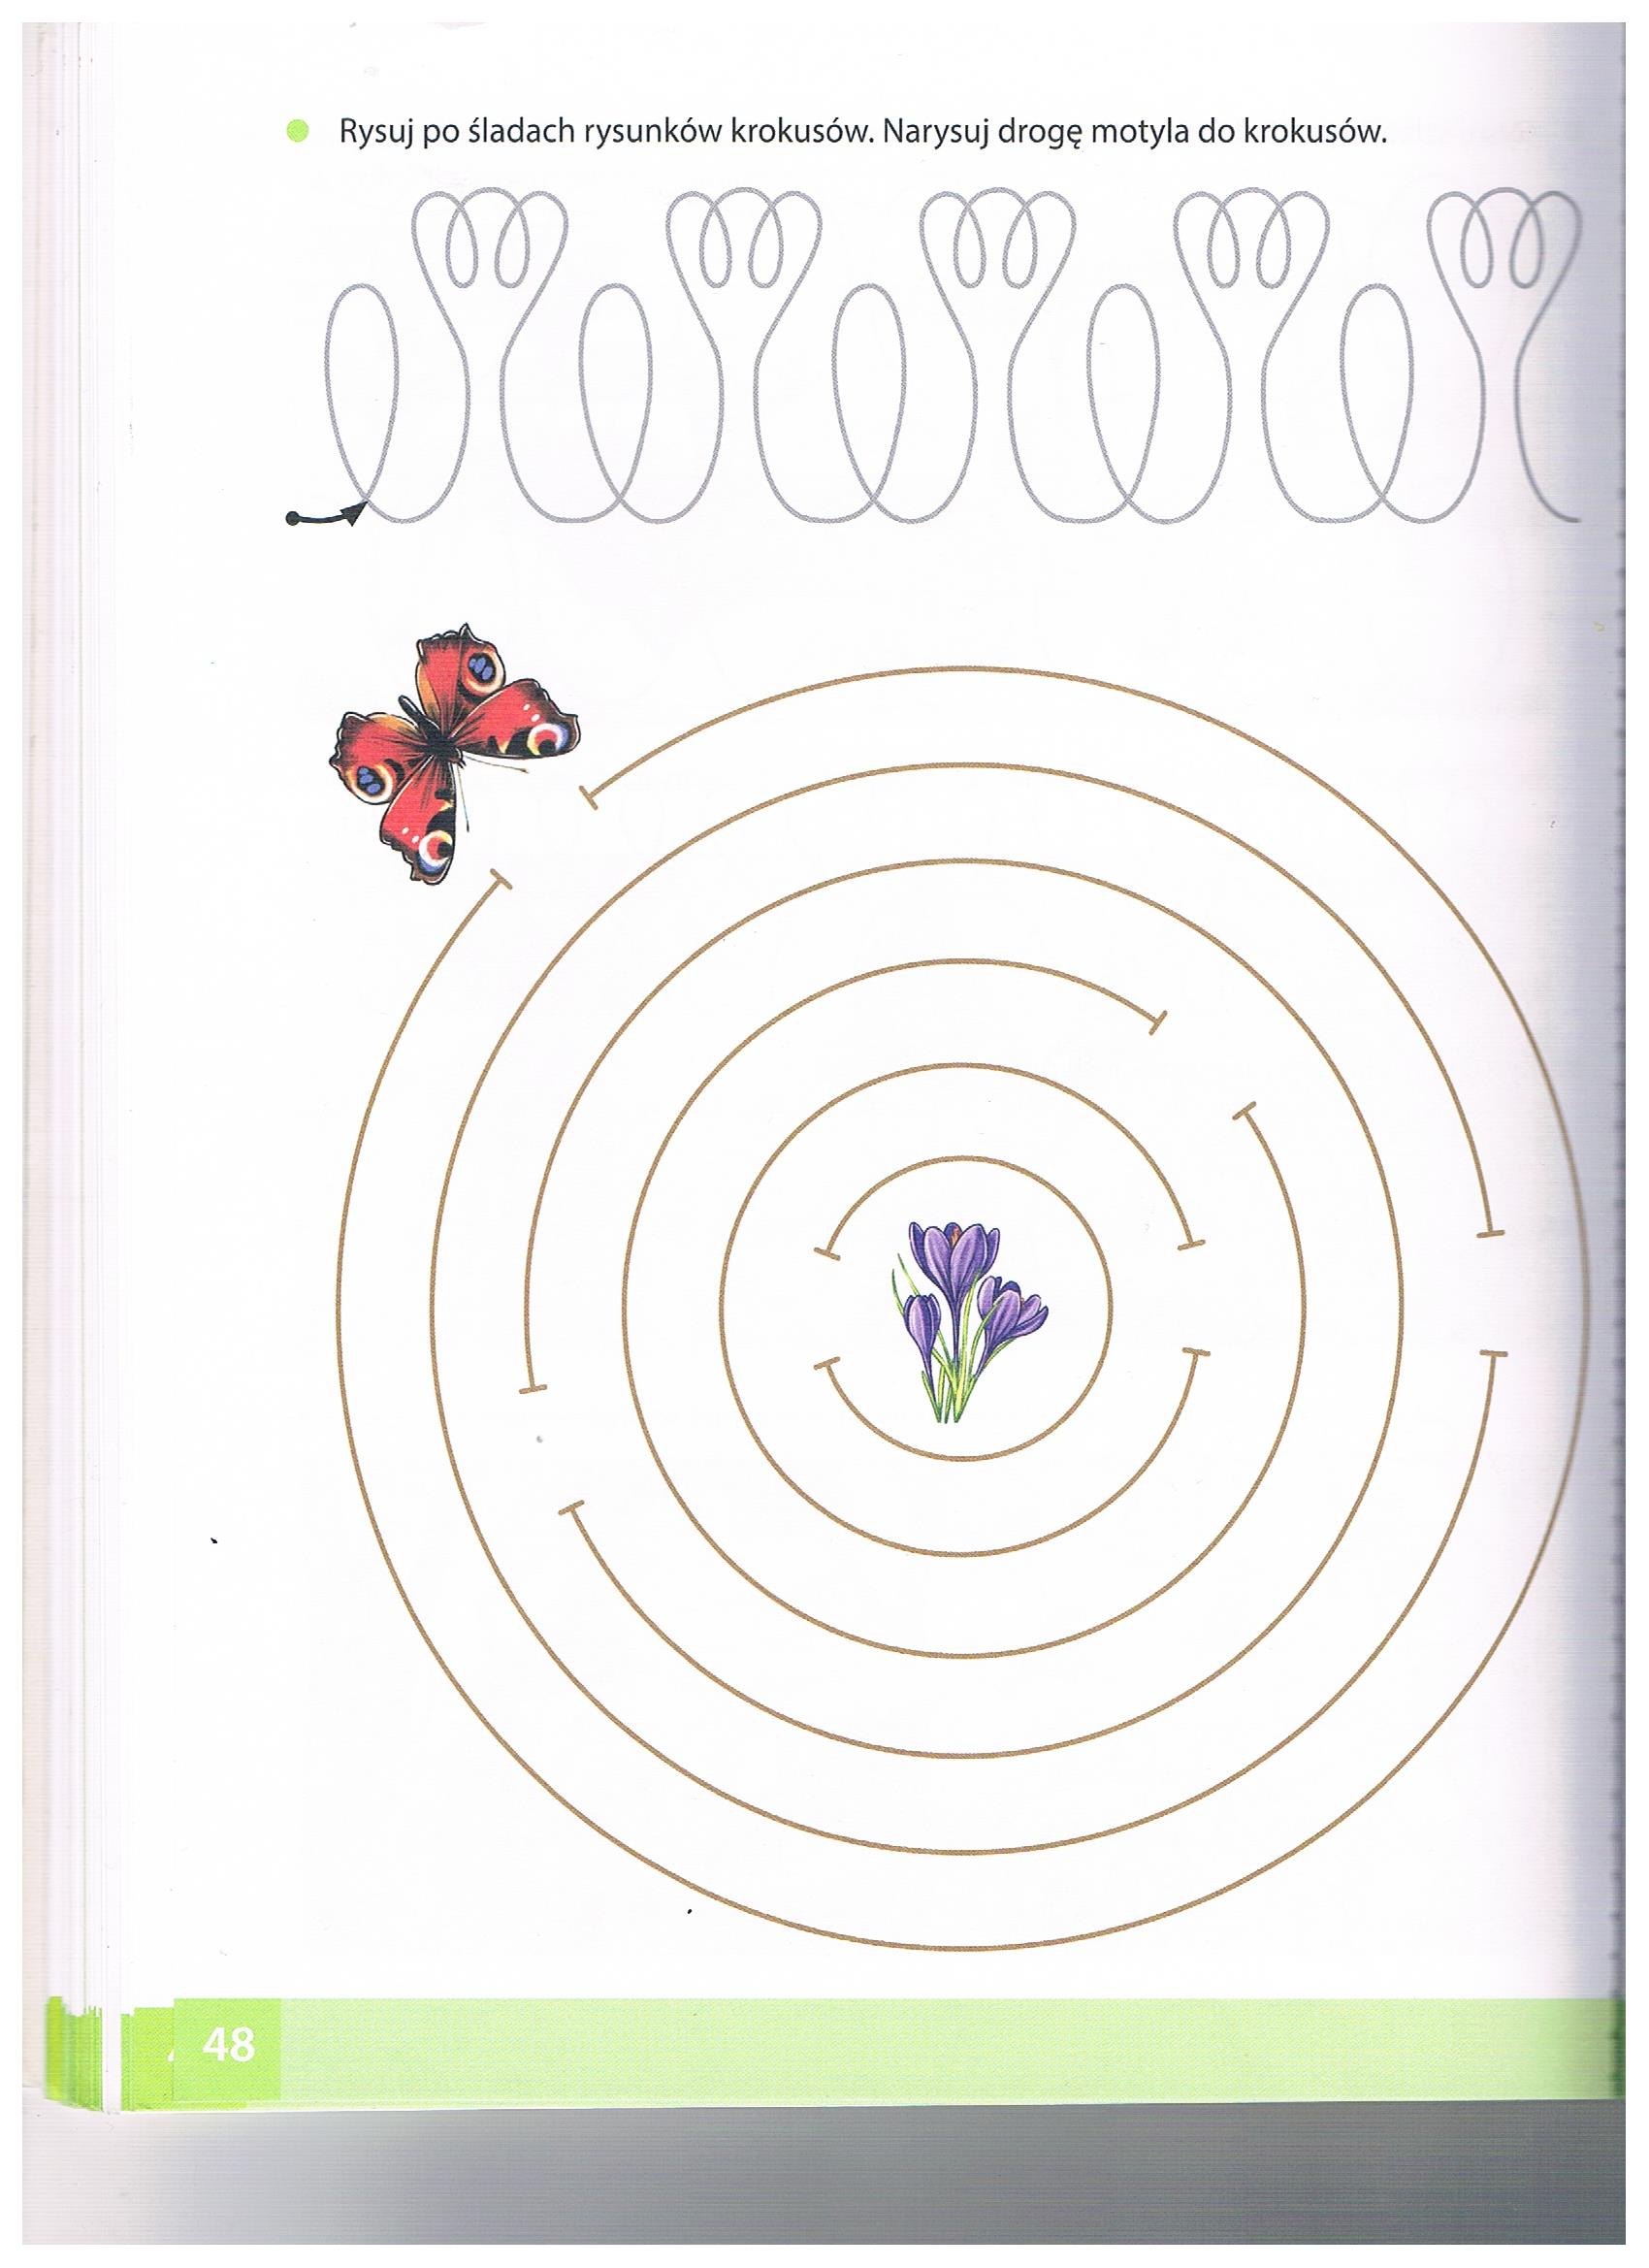 Rysuj po śladach rysunków krokusów. Narysuj drogę motyla do krokusów.
48